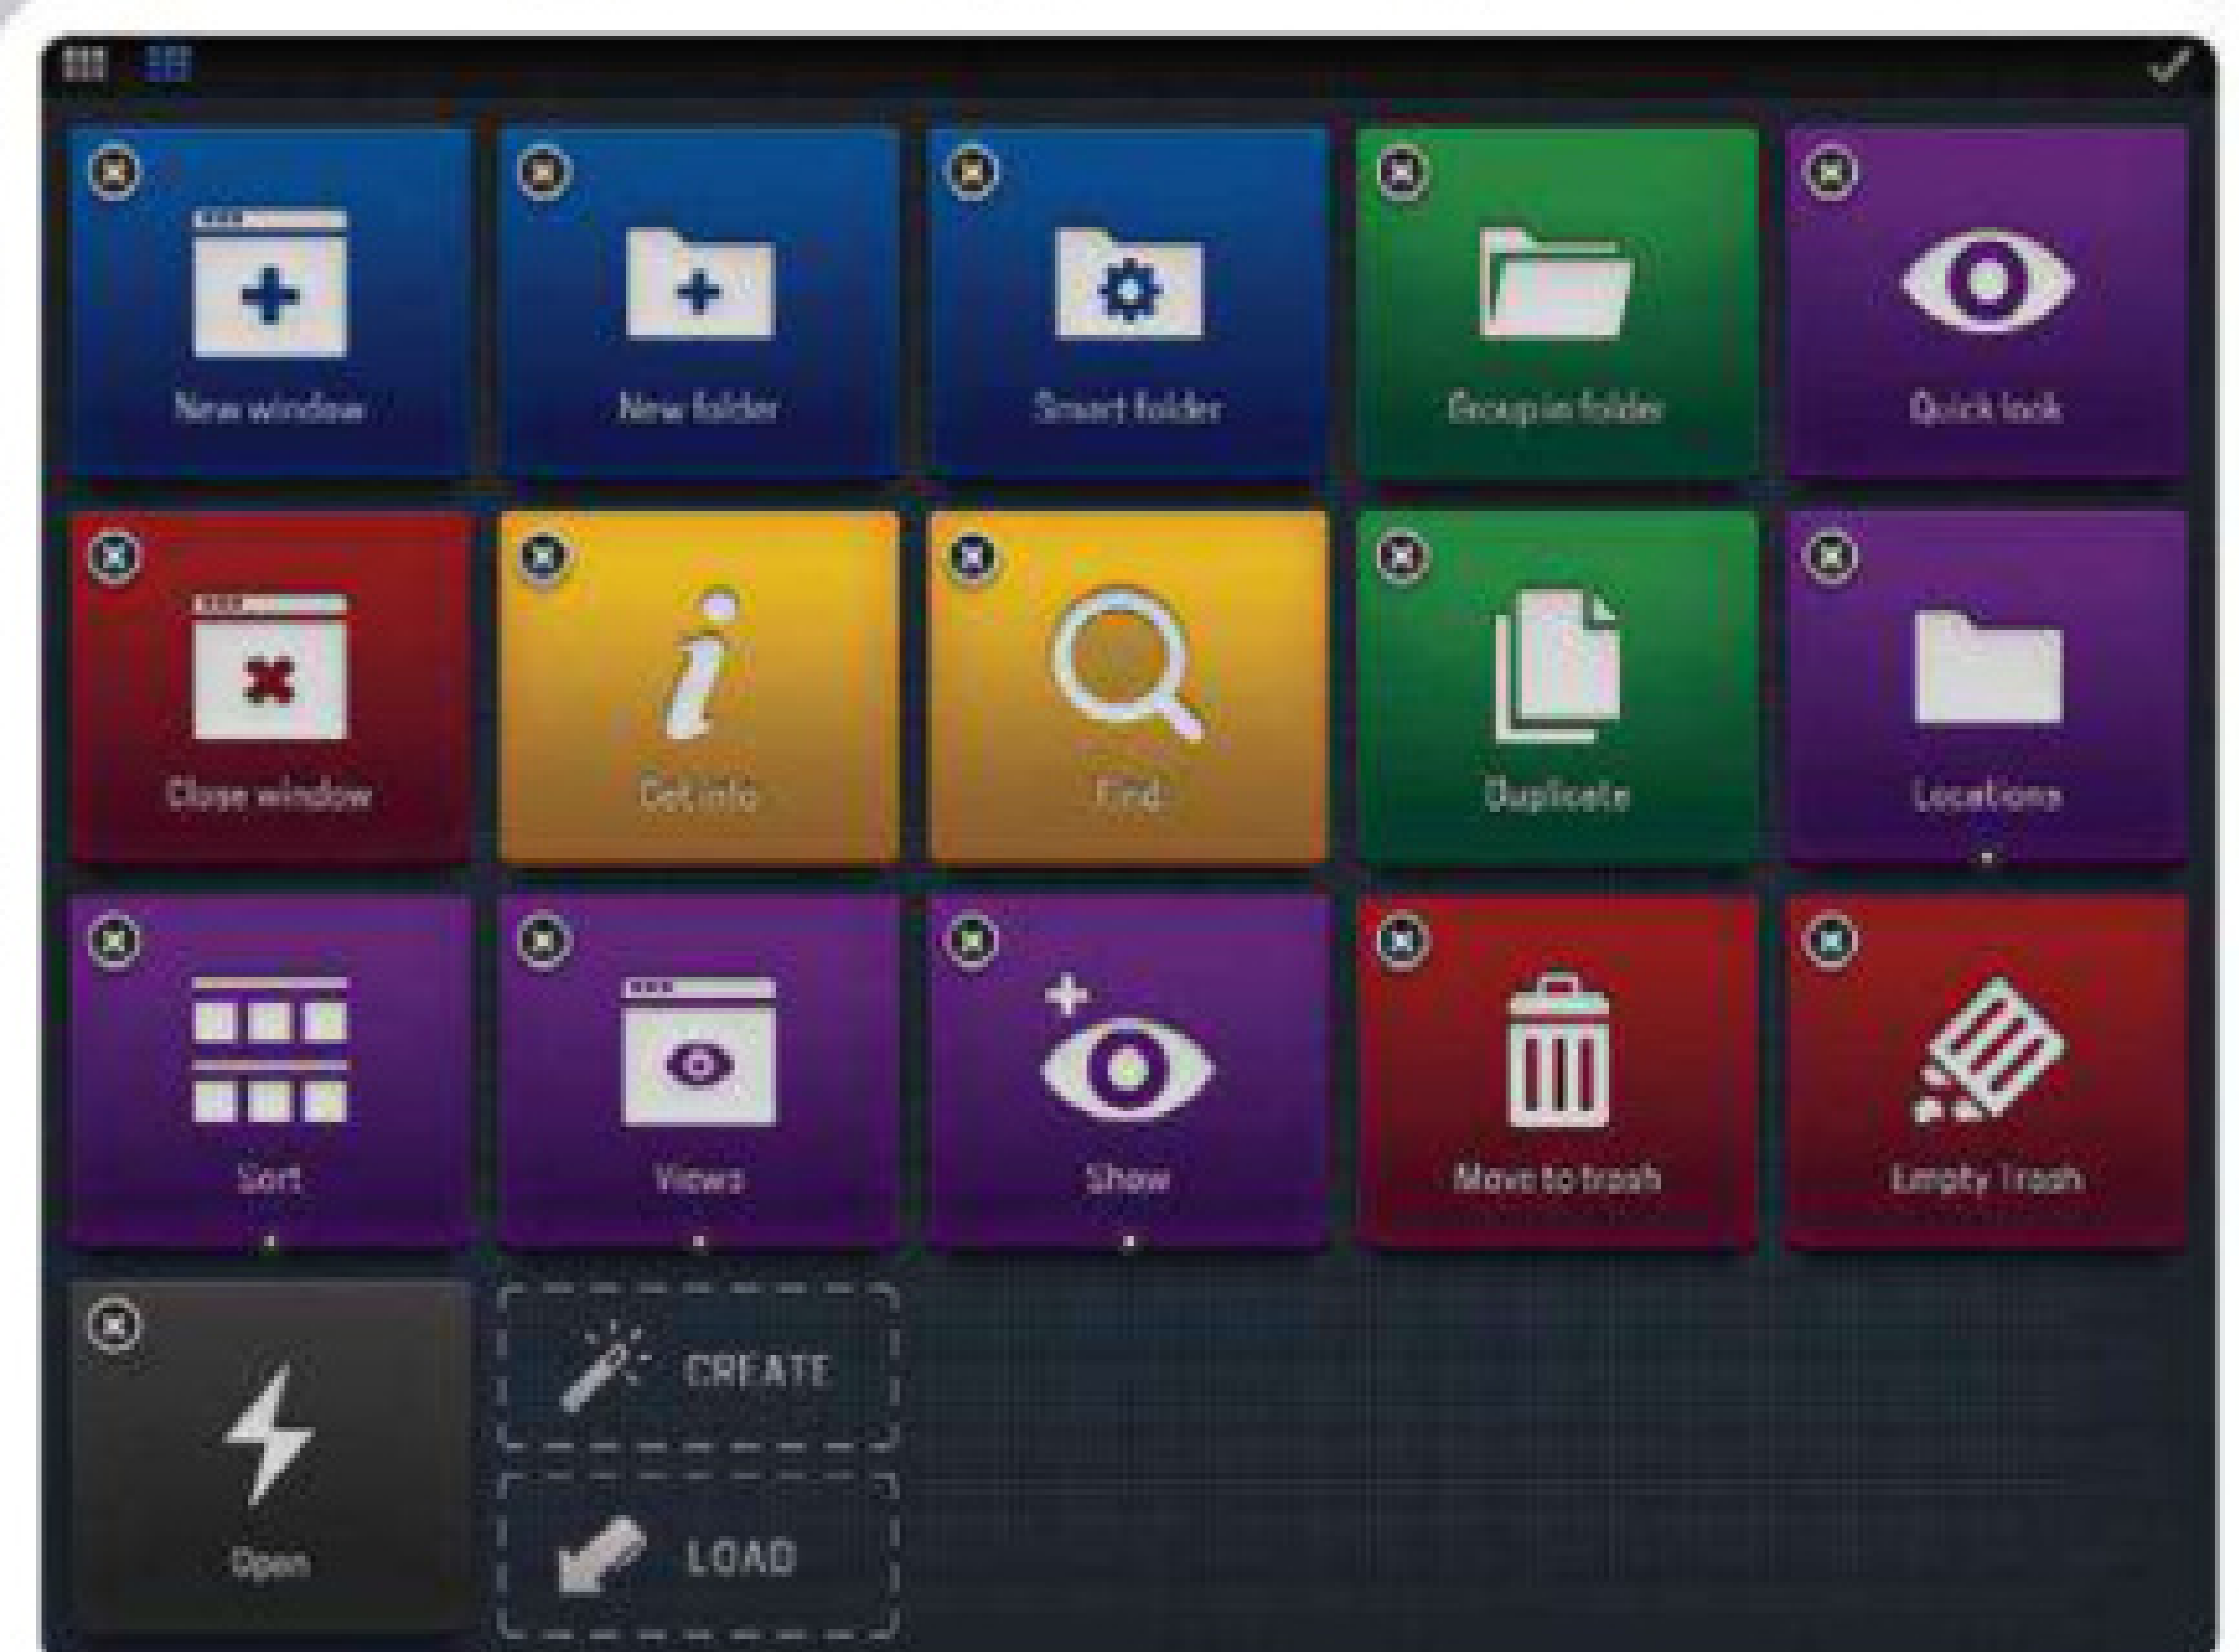 New window
New folder
Smart folder
Group in folder
Quick look
Close window
Get info
Find
Duplicate
Locations
Sort
Views
Show
Move to trash
Empty Trash
Open
CREATE
LOAD